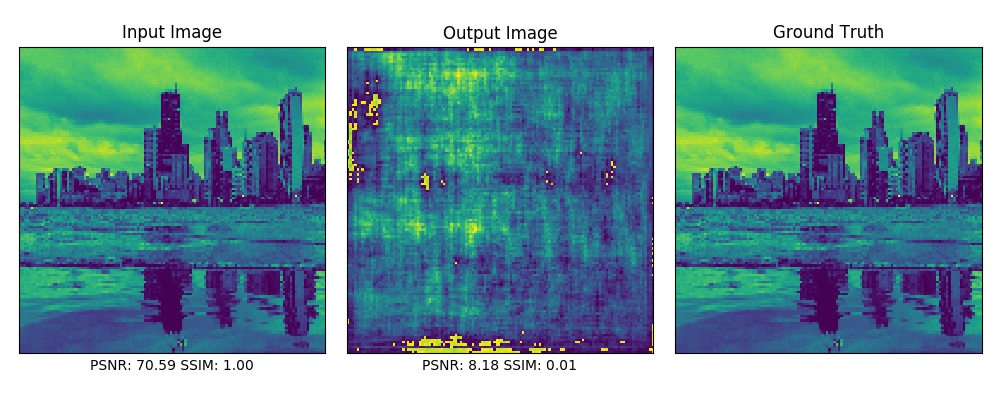 Input Image
Output Image
Ground Truth
PSNR: 70.59 SSIM: 1.00
PSNR: 8.18 SSIM: 0.01